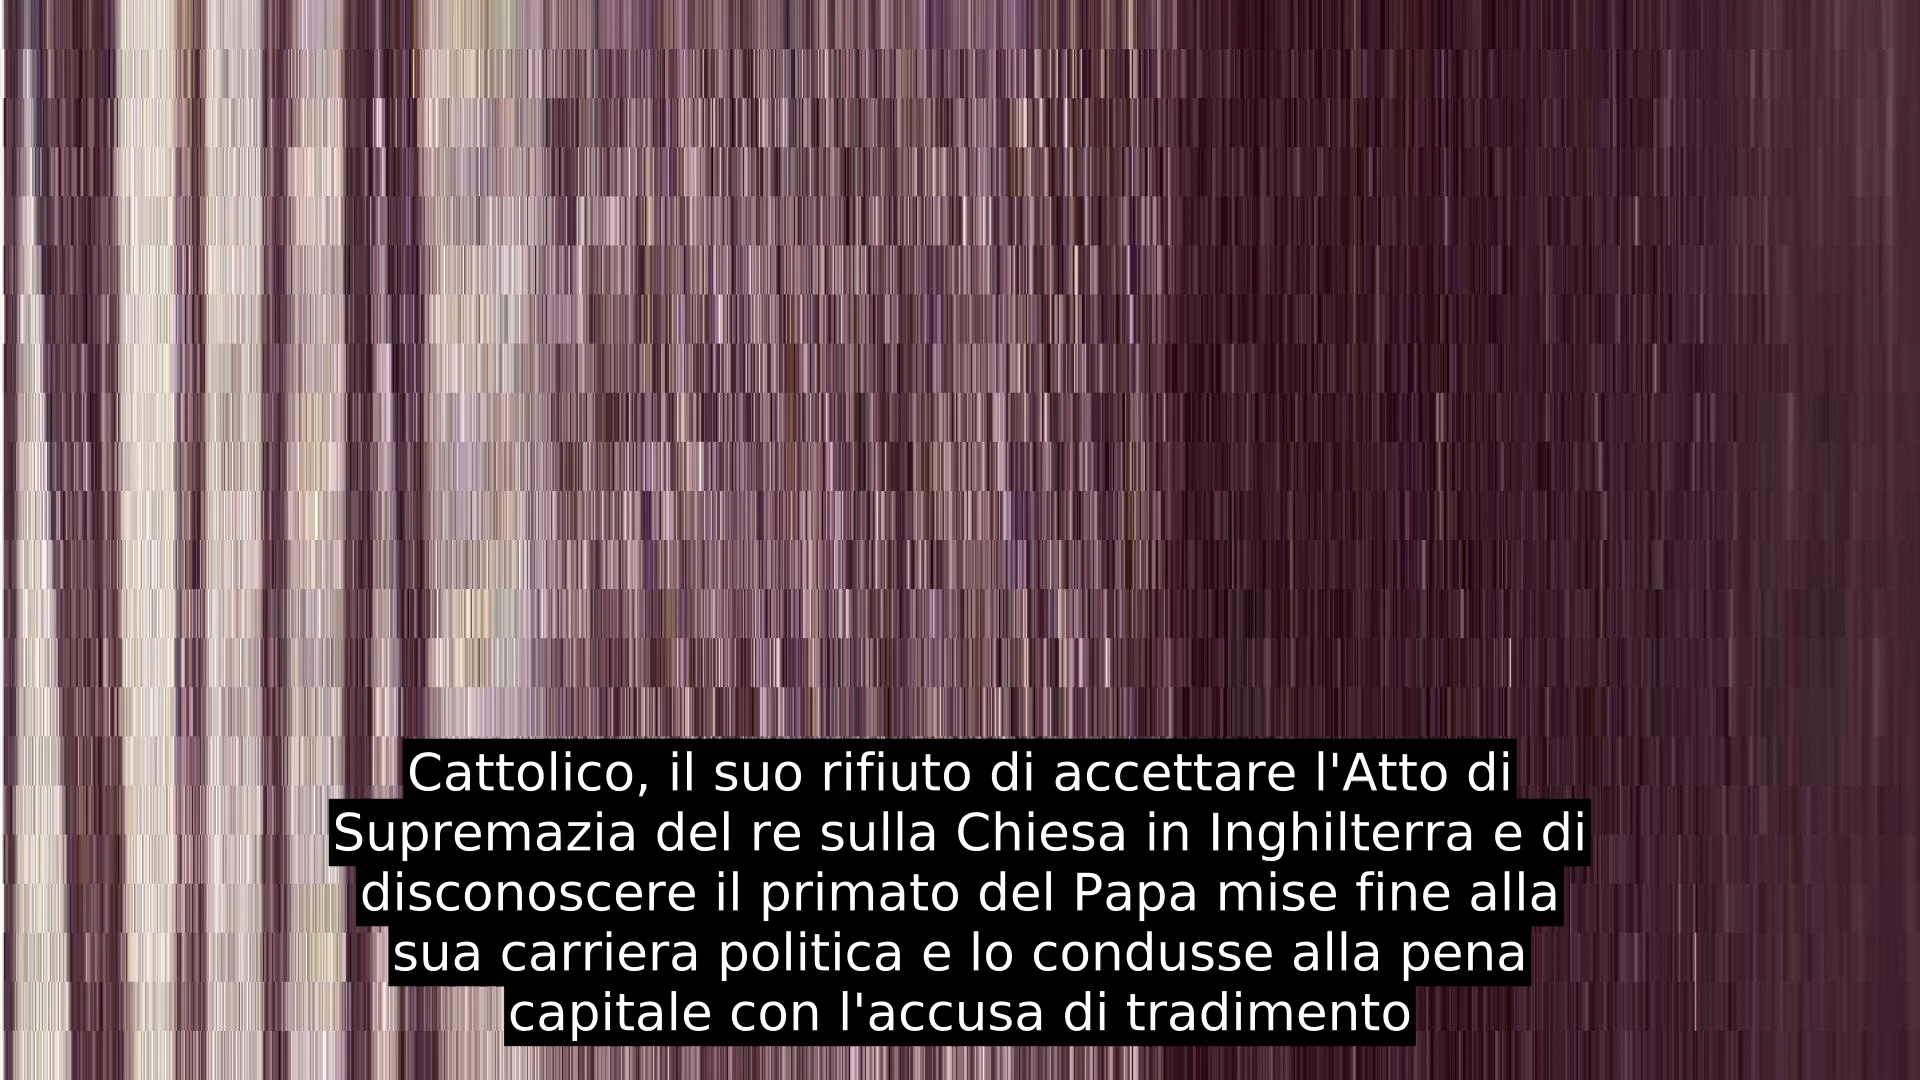 Cattolico, il suo rifiuto di accettare l'Atto di
Supremazia del re sulla Chiesa in Inghilterra e di
disconoscere il primato del Papa mise fine alla
sua carriera politica e lo condusse alla pena
capitale con l'accusa di tradimento